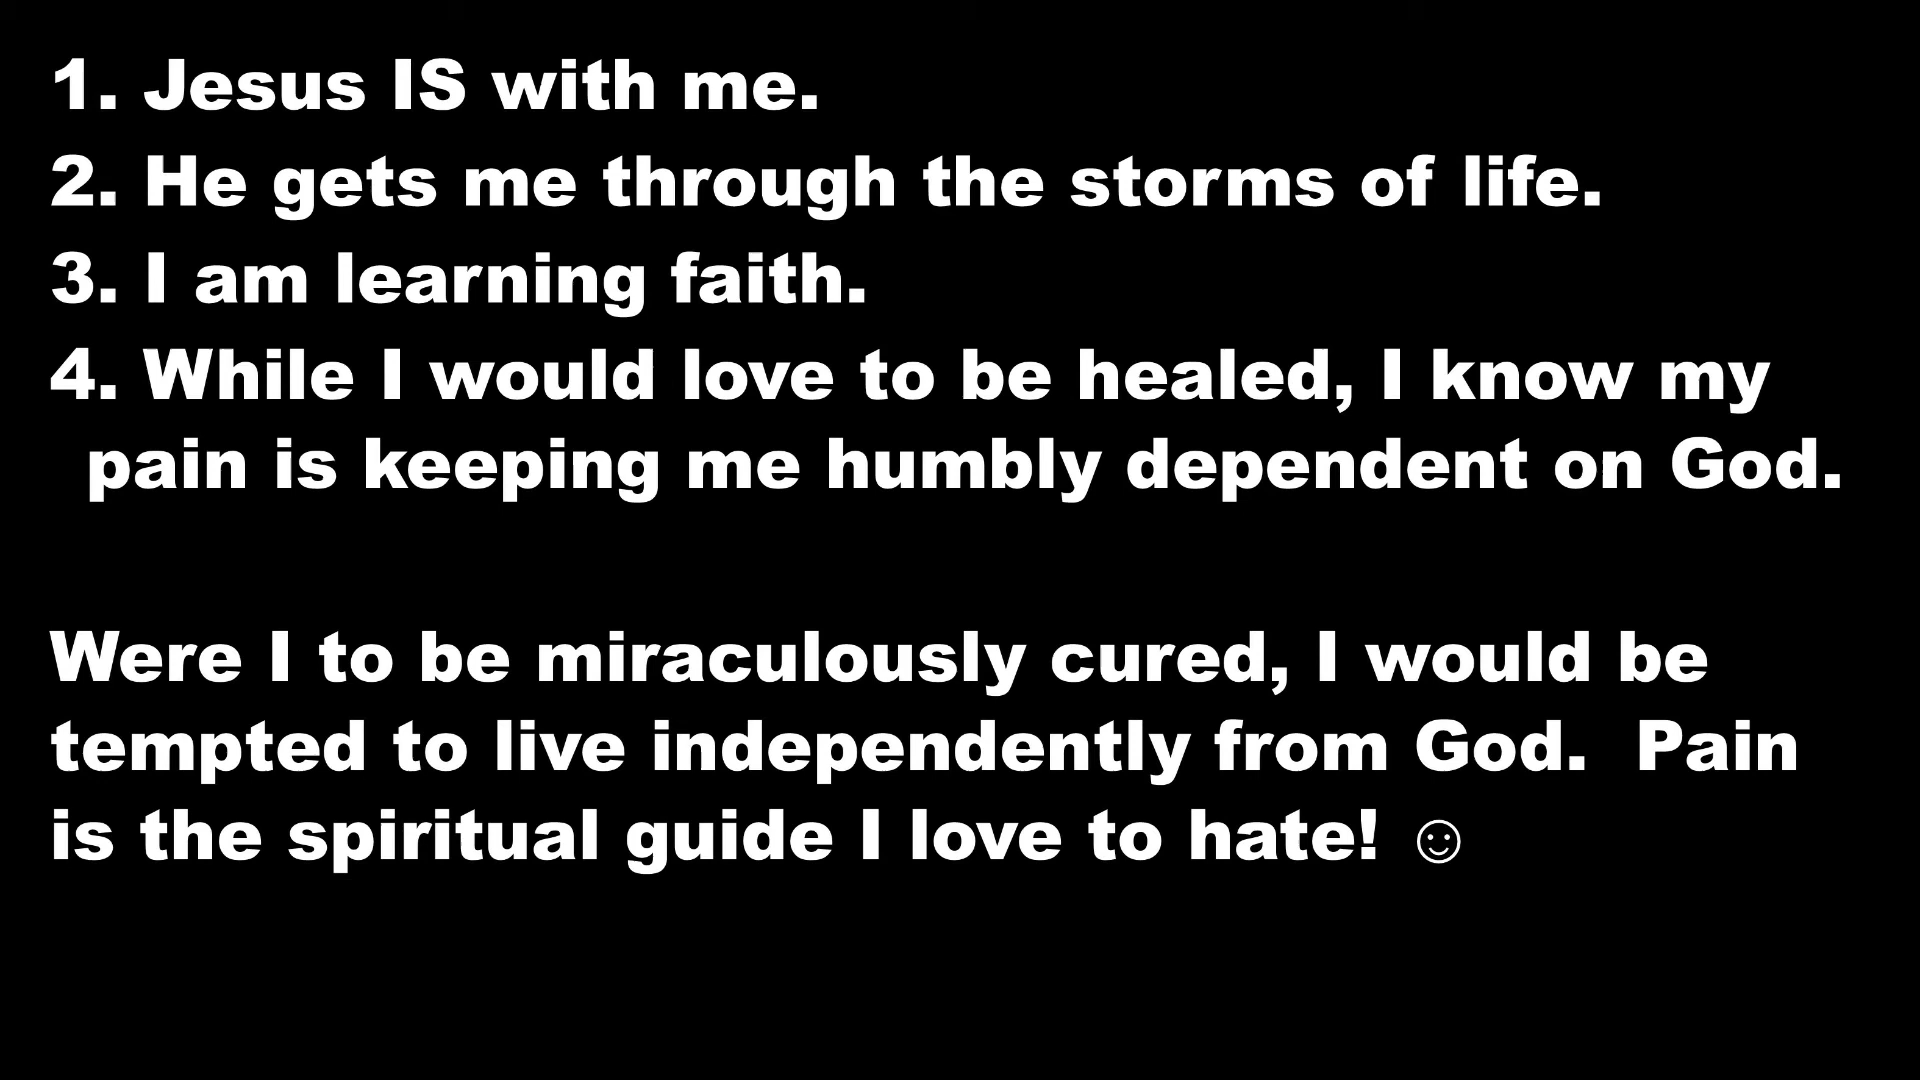 1. Jesus IS with me.
2. He gets me through the storms of life.
3. I am learning faith.
4. While I would love to be healed, I know my
pain is keeping me humbly dependent on God.
Were I to be miraculously cured, I would be
tempted to live independently from God.  Pain
is the spiritual guide I love to hate! ☺